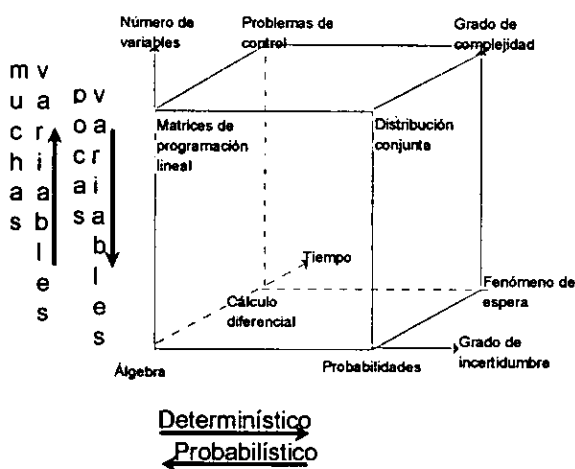 Número de
variables
Problemas de
control
Grado de
complejidad
muchas
variables
pocas
variables
Matrices de
programación
lineal
Distribución
conjunta
Tiempo
Cálculo
diferencial
Fenómeno de
espera
Álgebra
Probabilidades
Grado de
incertidumbre
Determinístico
Probabilístico